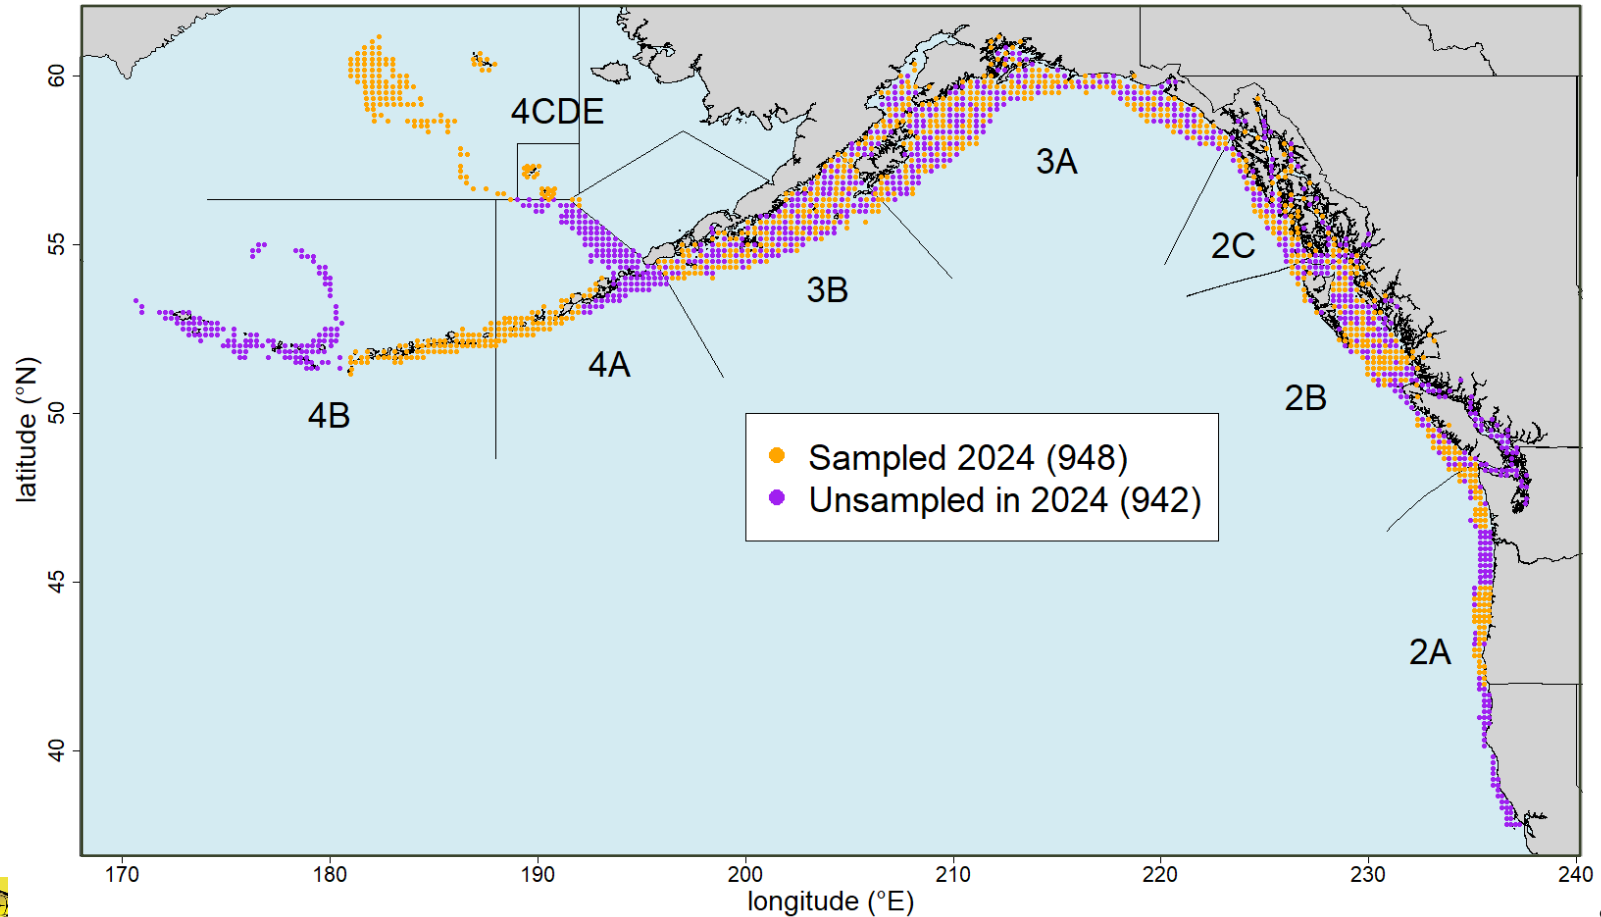 60
55
50
45
40
latitude (°N)
4CDE
3A
2C
3B
4A
2B
4B
Sampled 2024 (948)
Unsampled in 2024 (942)
2A
170
180
190
200
210
220
230
240
longitude (°E)